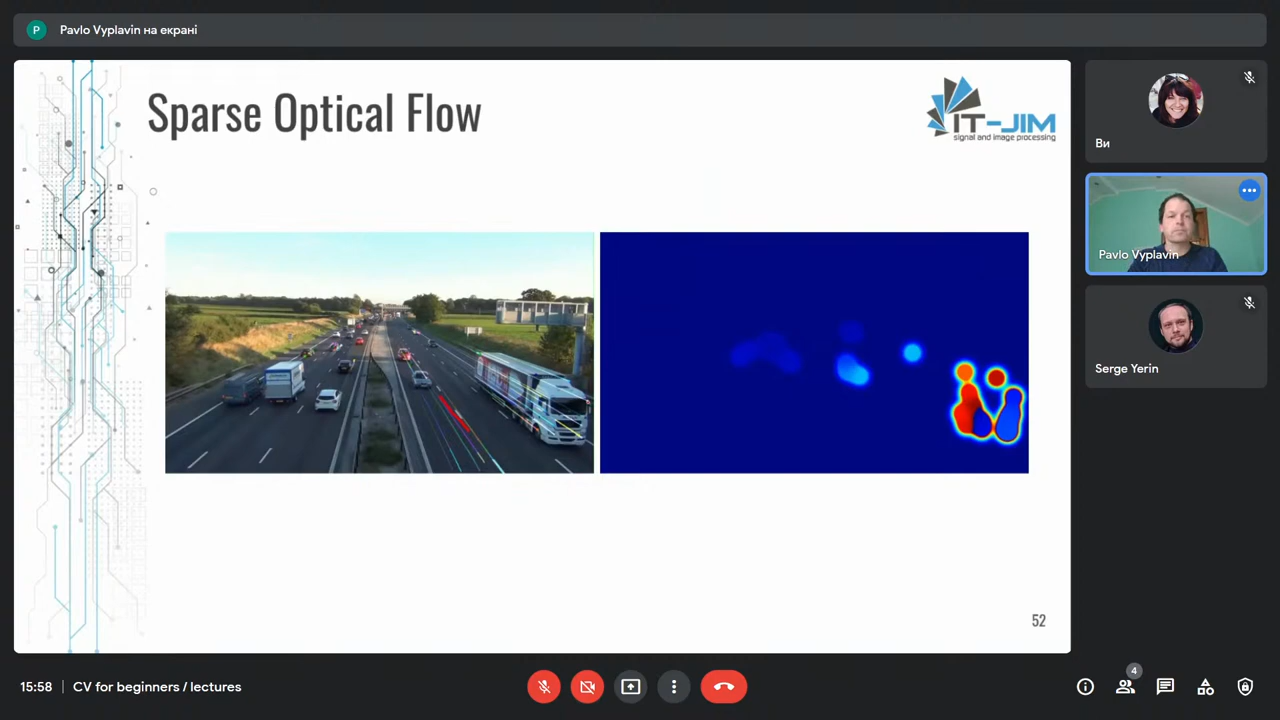 P
Pavlo Vyplavin на екрані
Sparse Optical Flow
IT-JIM
signal and image processing
52
Ви
Pavlo Vyplavin
Serge Yerin
15:58
CV for beginners / lectures
4